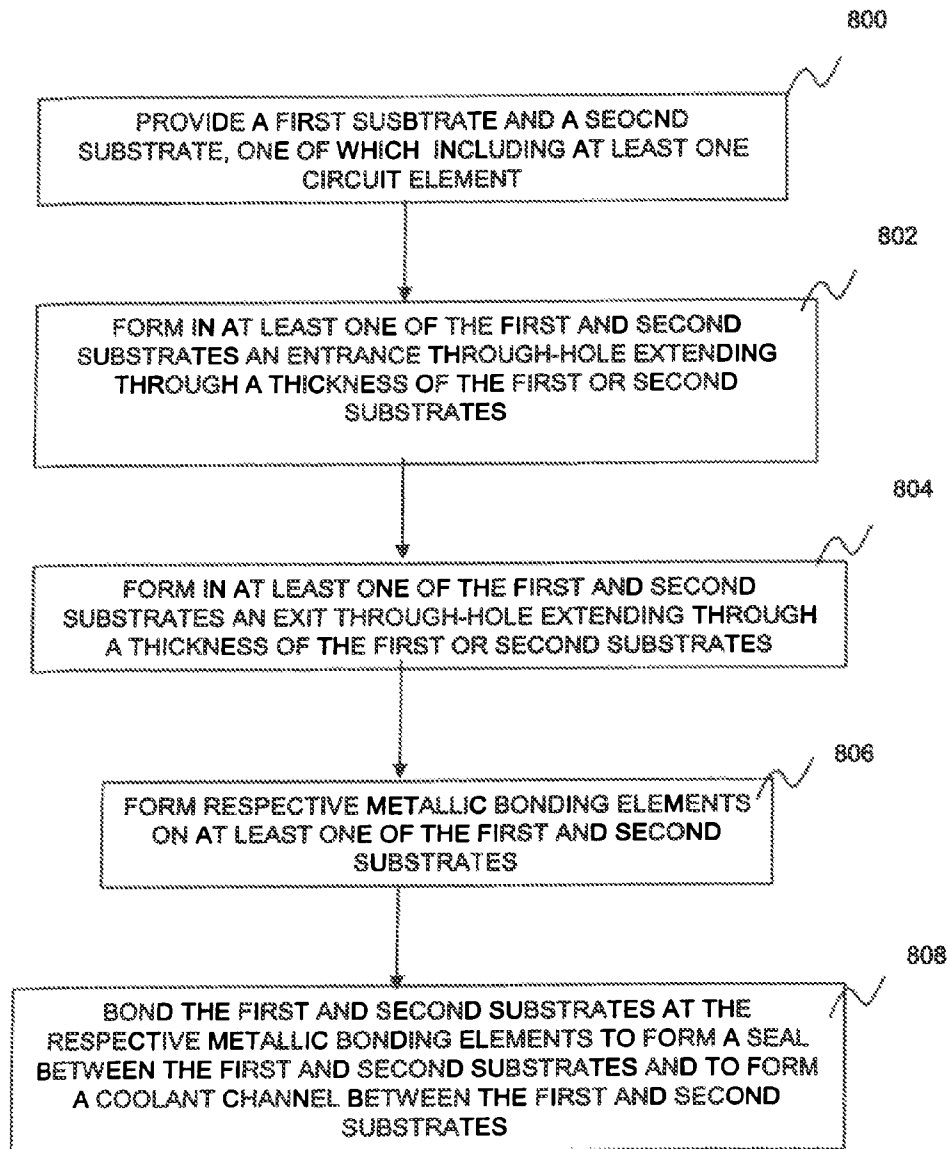 800
PROVIDE A FIRST SUSBTRATE AND A SEOCND
SUBSTRATE, ONE OF WHICH INCLUDING AT LEAST ONE
CIRCUIT ELEMENT
802
FORM IN AT LEAST ONE OF THE FIRST AND SECOND
SUBSTRATES AN ENTRANCE THROUGH-HOLE EXTENDING
THROUGH A THICKNESS OF THE FIRST OR SECOND
SUBSTRATES
804
FORM IN AT LEAST ONE OF THE FIRST AND SECOND
SUBSTRATES AN EXIT THROUGH-HOLE EXTENDING THROUGH
A THICKNESS OF THE FIRST OR SECOND SUBSTRATES
806
FORM RESPECTIVE METALLIC BONDING ELEMENTS
ON AT LEAST ONE OF THE FIRST AND SECOND
SUBSTRATES
808
BOND THE FIRST AND SECOND SUBSTRATES AT THE
RESPECTIVE METALLIC BONDING ELEMENTS TO FORM A SEAL
BETWEEN THE FIRST AND SECOND SUBSTRATES AND TO FORM
A COOLANT CHANNEL BETWEEN THE FIRST AND SECOND
SUBSTRATES